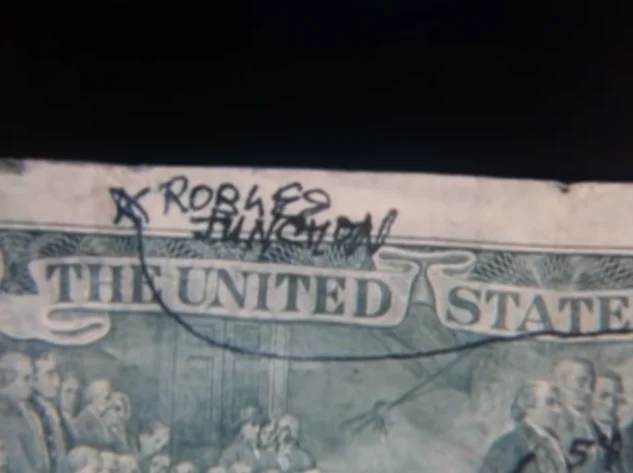 ROBLES
JUNCTION
THE UNITED STATE